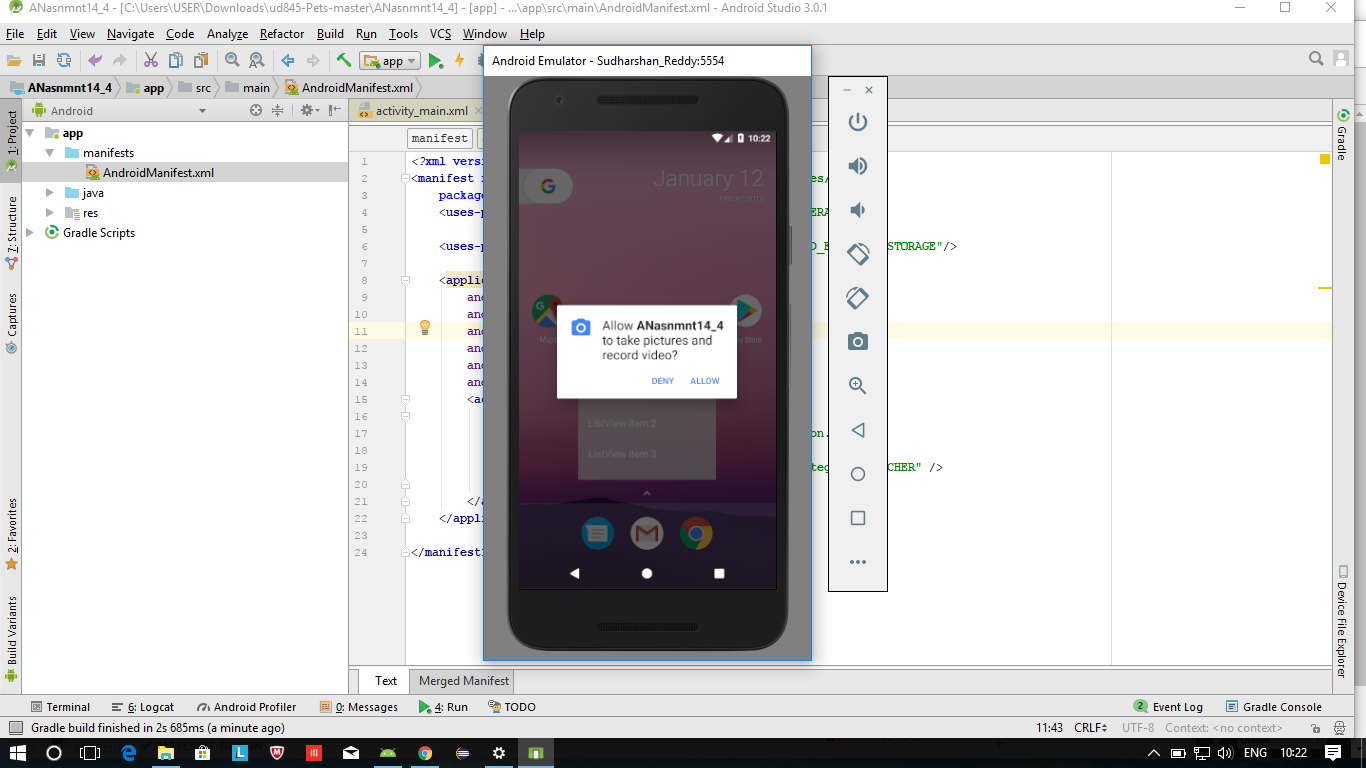 ANasnmnt14_4 - [C:\Users\USER\Downloads\ud845-Pets-master\ANasnmnt14_4] - [app] - ...\app\src\main\AndroidManifest.xml - Android Studio 3.0.1
File Edit View Navigate Code Analyze Refactor Build Run Tools VCS Window Help
app
ANasnmnt14_4 app src main AndroidManifest.xml
Android
activity_main.xml
1: Project
7: Structure
Captures
2: Favorites
Build Variants
app
manifests
AndroidManifest.xml
java
res
Gradle Scripts
manifest
1 <?xml versi
2 <manifest
3 package
4 <uses-p
5
6 <uses-p STORAGE"/>
7
8 <applic
9 and
10 and
11 and
12 and
13 and
14 and
15 <ac
16
17 on.
18
19 CHER" />
20
21 </a
22 </appli
23
24 </manifest
Android Emulator - Sudharshan_Reddy:5554
10:22
G
January 12
FRIDAY, 2018
Allow ANasnmnt14_4
to take pictures and
record video?
DENY ALLOW
ListView item 2
ListView item 3
Gradle
Device File Explorer
Text Merged Manifest
Terminal 6: Logcat Android Profiler 0: Messages 4: Run TODO 2 Event Log Gradle Console
Gradle build finished in 2s 685ms (a minute ago) 11:43 CRLF UTF-8 Context: <no context>
ENG 10:22